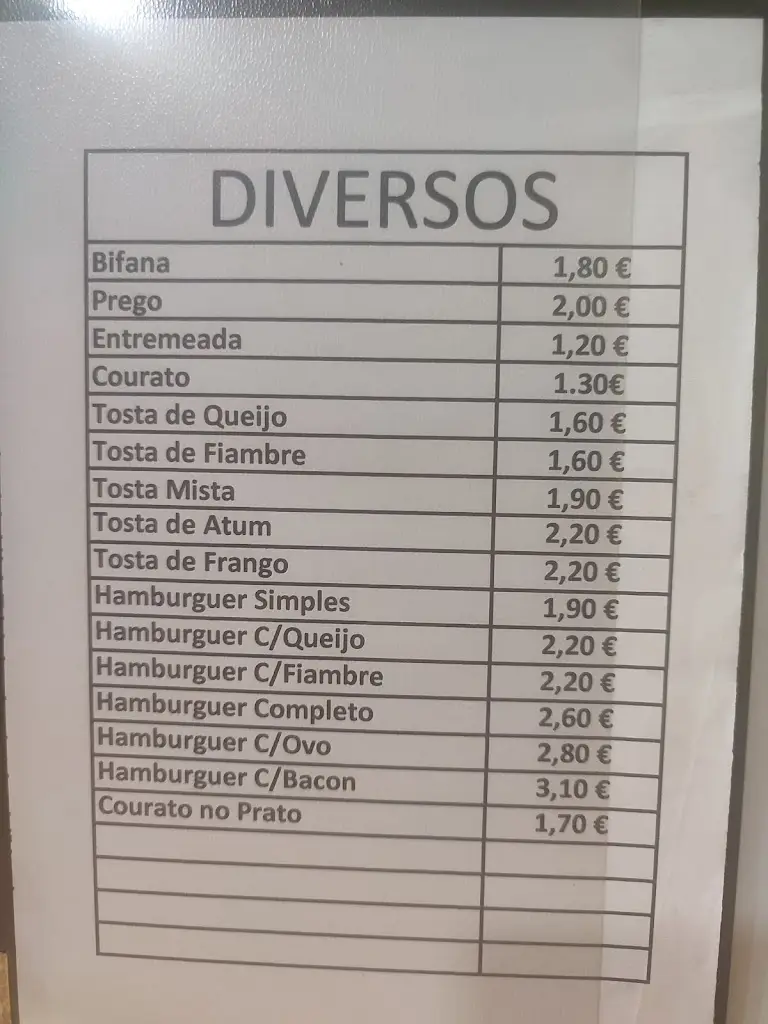 DIVERSOS
Bifana 1,80 €
Prego 2,00 €
Entremeada 1,20 €
Courato 1.30€
Tosta de Queijo 1,60 €
Tosta de Fiambre 1,60 €
Tosta Mista 1,90 €
Tosta de Atum 2,20 €
Tosta de Frango 2,20 €
Hamburguer Simples 1,90 €
Hamburguer C/Queijo 2,20 €
Hamburguer C/Fiambre 2,20 €
Hamburguer Completo 2,60 €
Hamburguer C/Ovo 2,80 €
Hamburguer C/Bacon 3,10 €
Courato no Prato 1,70 €